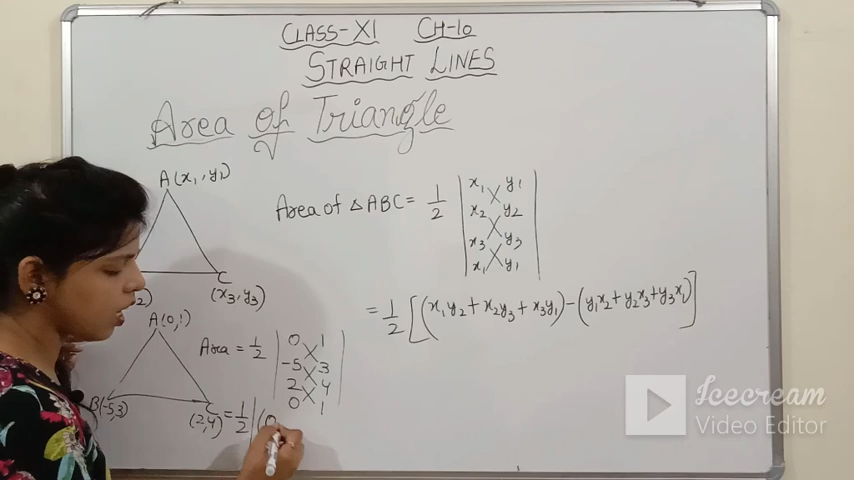 CLASS-XI CH-10
STRAIGHT LINES
Area of Triangle
A(x₁, y₁)
C
(x₃, y₃)
2)
Area of △ABC = 1/2 | x₁ y₁
x₂ y₂
x₃ y₃
x₁ y₁ |
= 1/2 [(x₁y₂ + x₂y₃ + x₃y₁) – (y₁x₂ + y₂x₃ + y₃x₁)]
A(0,1)
B(-5,3)
C
(2,4)
Area = 1/2 | 0 1
-5 3
2 4
0 1 |
= 1/2 | (0
Icecream
Video Editor